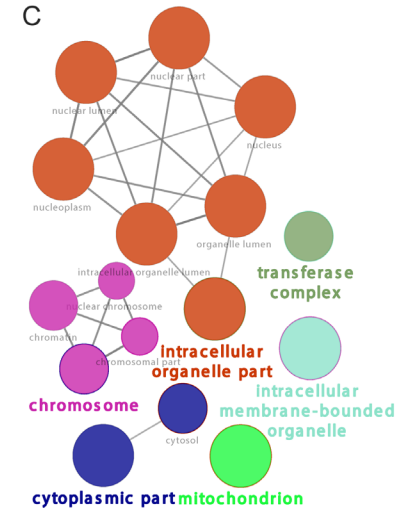 C
nuclear part
nuclear lumen
nucleus
nucleoplasm
organelle lumen
intracellular organelle lumen
transferase
complex
nuclear chromosome
chromatin
chromosomal part
intracellular
organelle part
intracellular
membrane-bounded
organelle
chromosome
cytosol
cytoplasmic part
mitochondrion